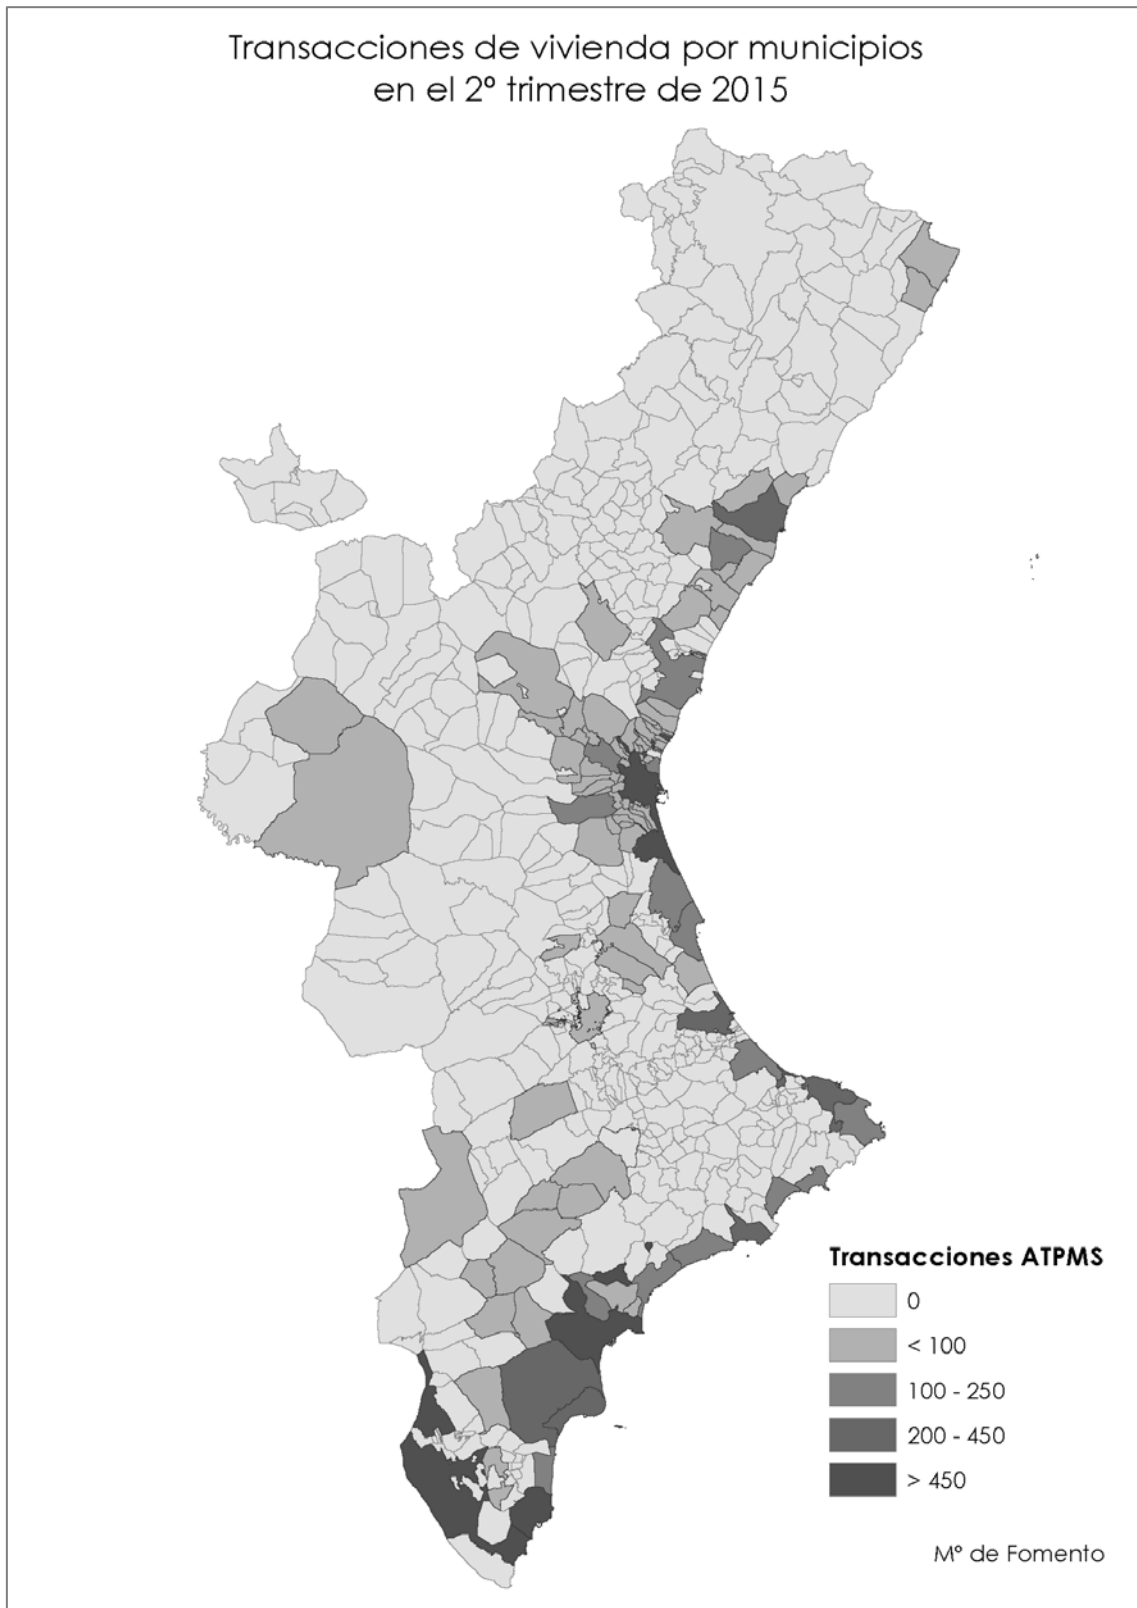 Transacciones de vivienda por municipios
en el 2º trimestre de 2015
Transacciones ATPMS
0
< 100
100 - 250
200 - 450
> 450
Mº de Fomento